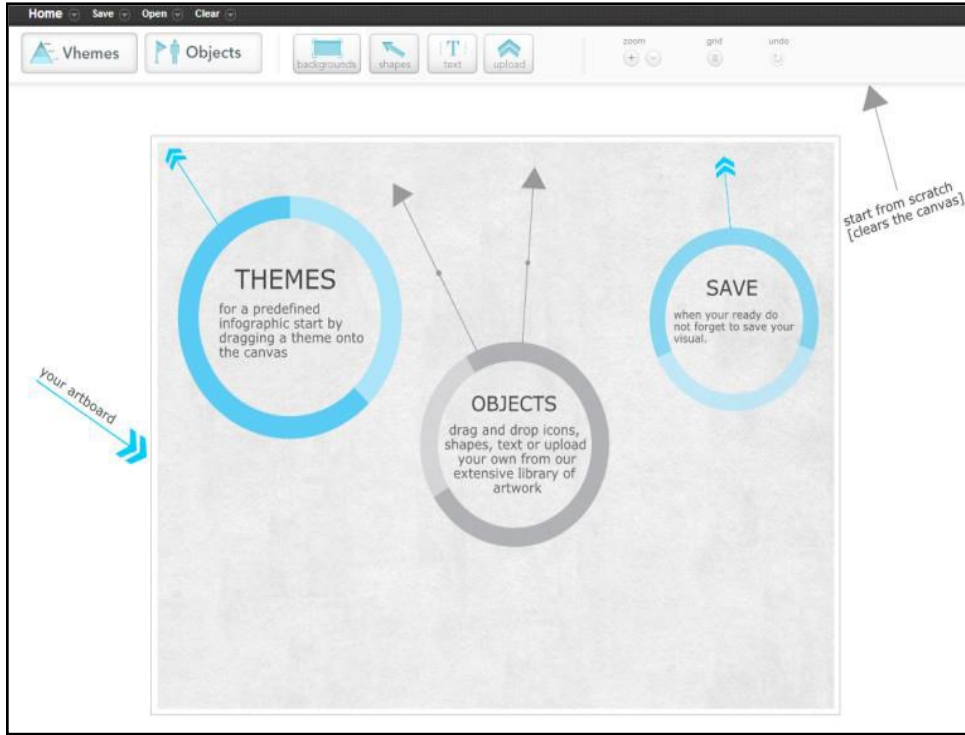 Home Save Open Clear
Vhemes Objects backgrounds shapes text upload
zoom grid undo
T
start from scratch
[clears the canvas]
THEMES
for a predefined
infographic start by
dragging a theme onto
the canvas
SAVE
when your ready do
not forget to save your
visual.
your artboard
OBJECTS
drag and drop icons,
shapes, text or upload
your own from our
extensive library of
artwork